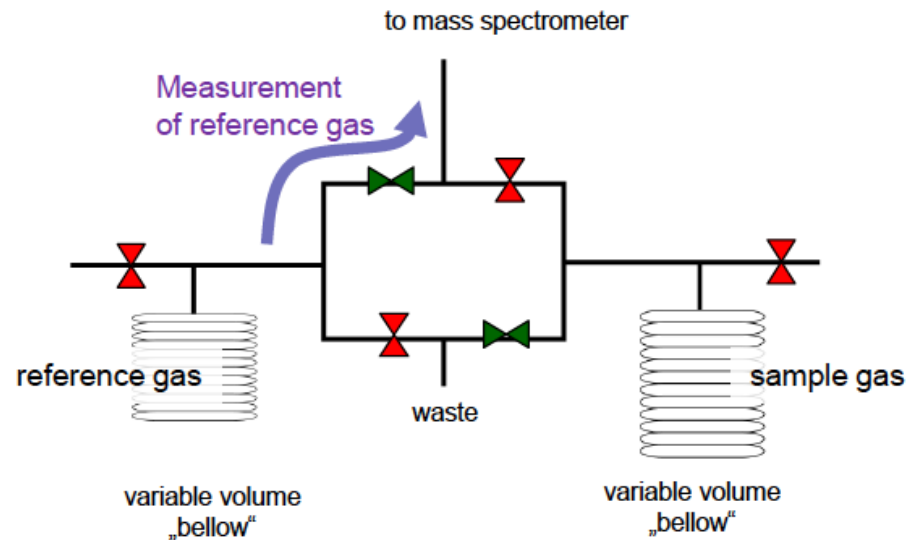 to mass spectrometer
Measurement
of reference gas
reference gas
sample gas
waste
variable volume
„bellow“
variable volume
„bellow“